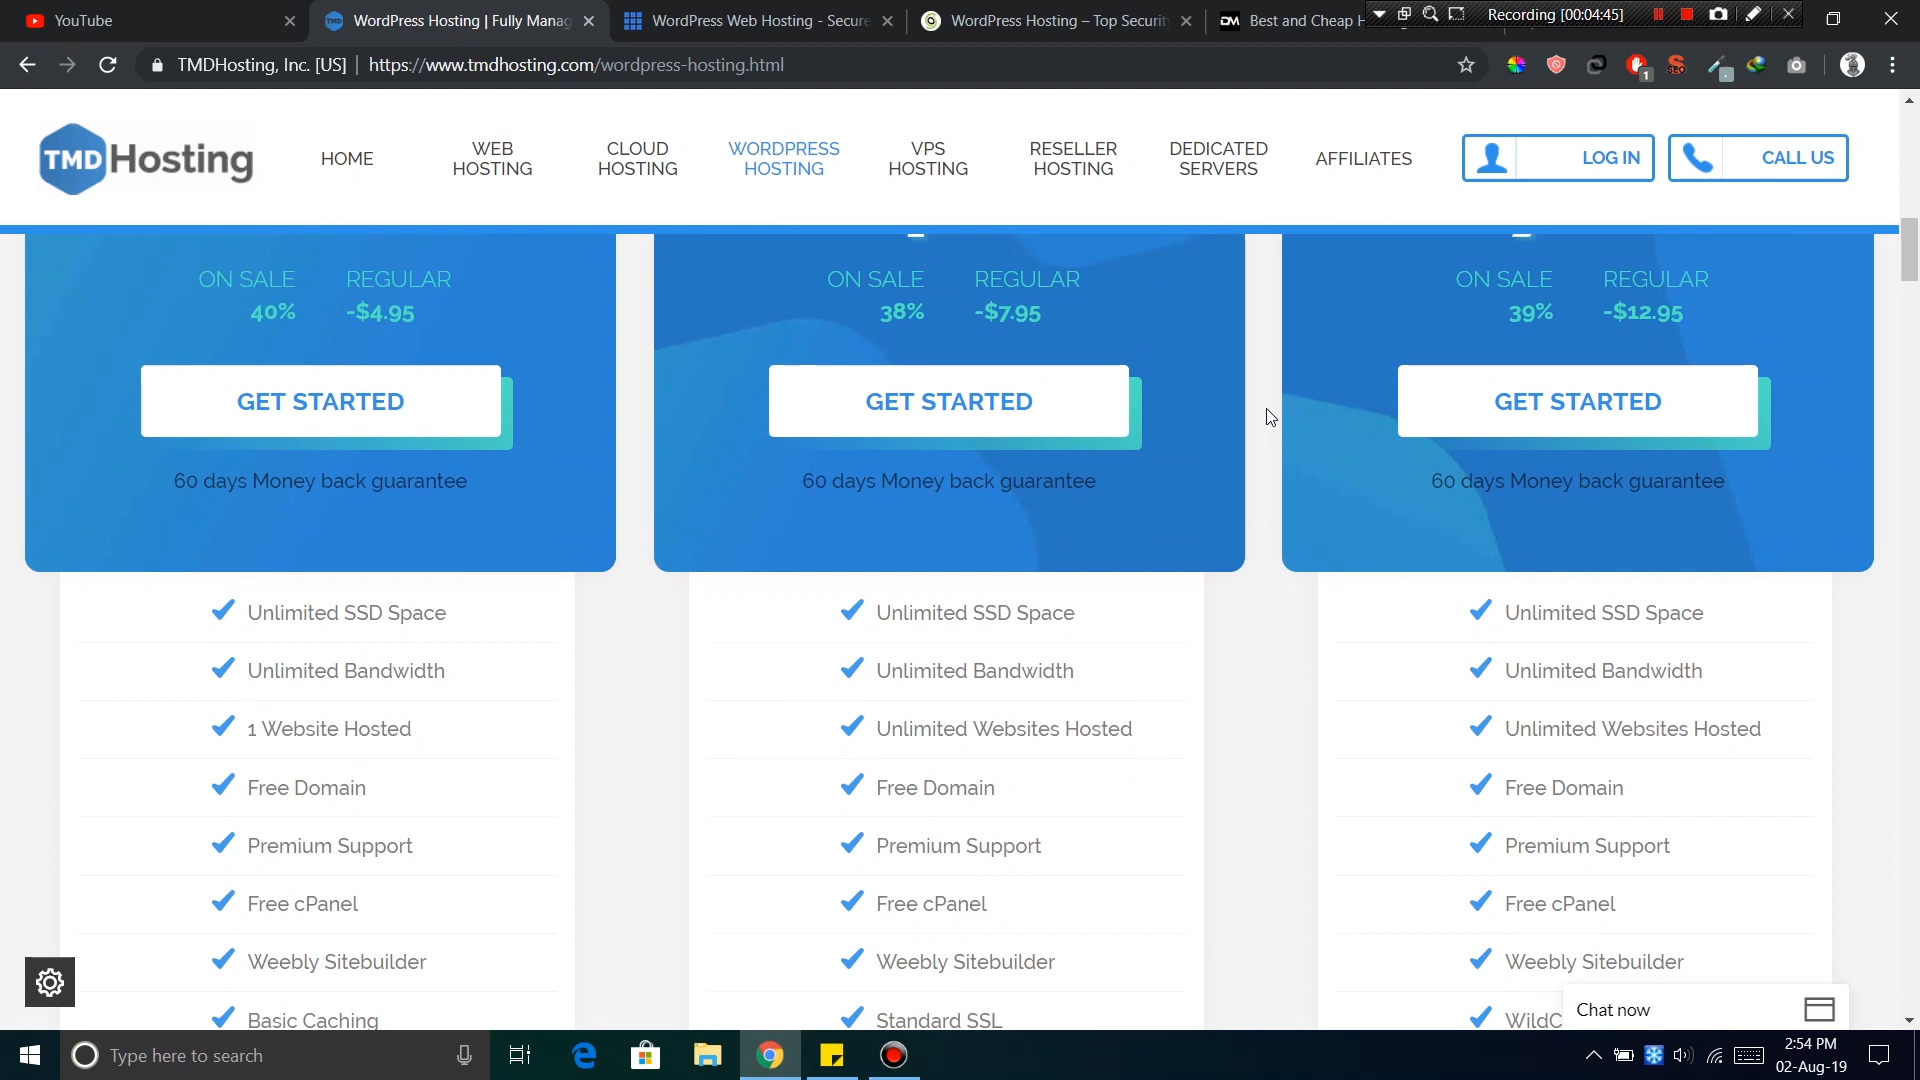 YouTube
WordPress Hosting | Fully Manag
WordPress Web Hosting - Secure
WordPress Hosting – Top Securit
DM
Best and Cheap H
Recording [00:04:45]
TMDHosting, Inc. [US]
https://www.tmdhosting.com/wordpress-hosting.html
1
SEO
TMD Hosting
HOME
WEB
HOSTING
CLOUD
HOSTING
WORDPRESS
HOSTING
VPS
HOSTING
RESELLER
HOSTING
DEDICATED
SERVERS
AFFILIATES
LOG IN
CALL US
ON SALE REGULAR
40% -$4.95
GET STARTED
60 days Money back guarantee
Unlimited SSD Space
Unlimited Bandwidth
1 Website Hosted
Free Domain
Premium Support
Free cPanel
Weebly Sitebuilder
Basic Caching
ON SALE REGULAR
38% -$7.95
GET STARTED
60 days Money back guarantee
Unlimited SSD Space
Unlimited Bandwidth
Unlimited Websites Hosted
Free Domain
Premium Support
Free cPanel
Weebly Sitebuilder
Standard SSL
ON SALE REGULAR
39% -$12.95
GET STARTED
60 days Money back guarantee
Unlimited SSD Space
Unlimited Bandwidth
Unlimited Websites Hosted
Free Domain
Premium Support
Free cPanel
Weebly Sitebuilder
WildC
Chat now
Type here to search
2:54 PM
02-Aug-19